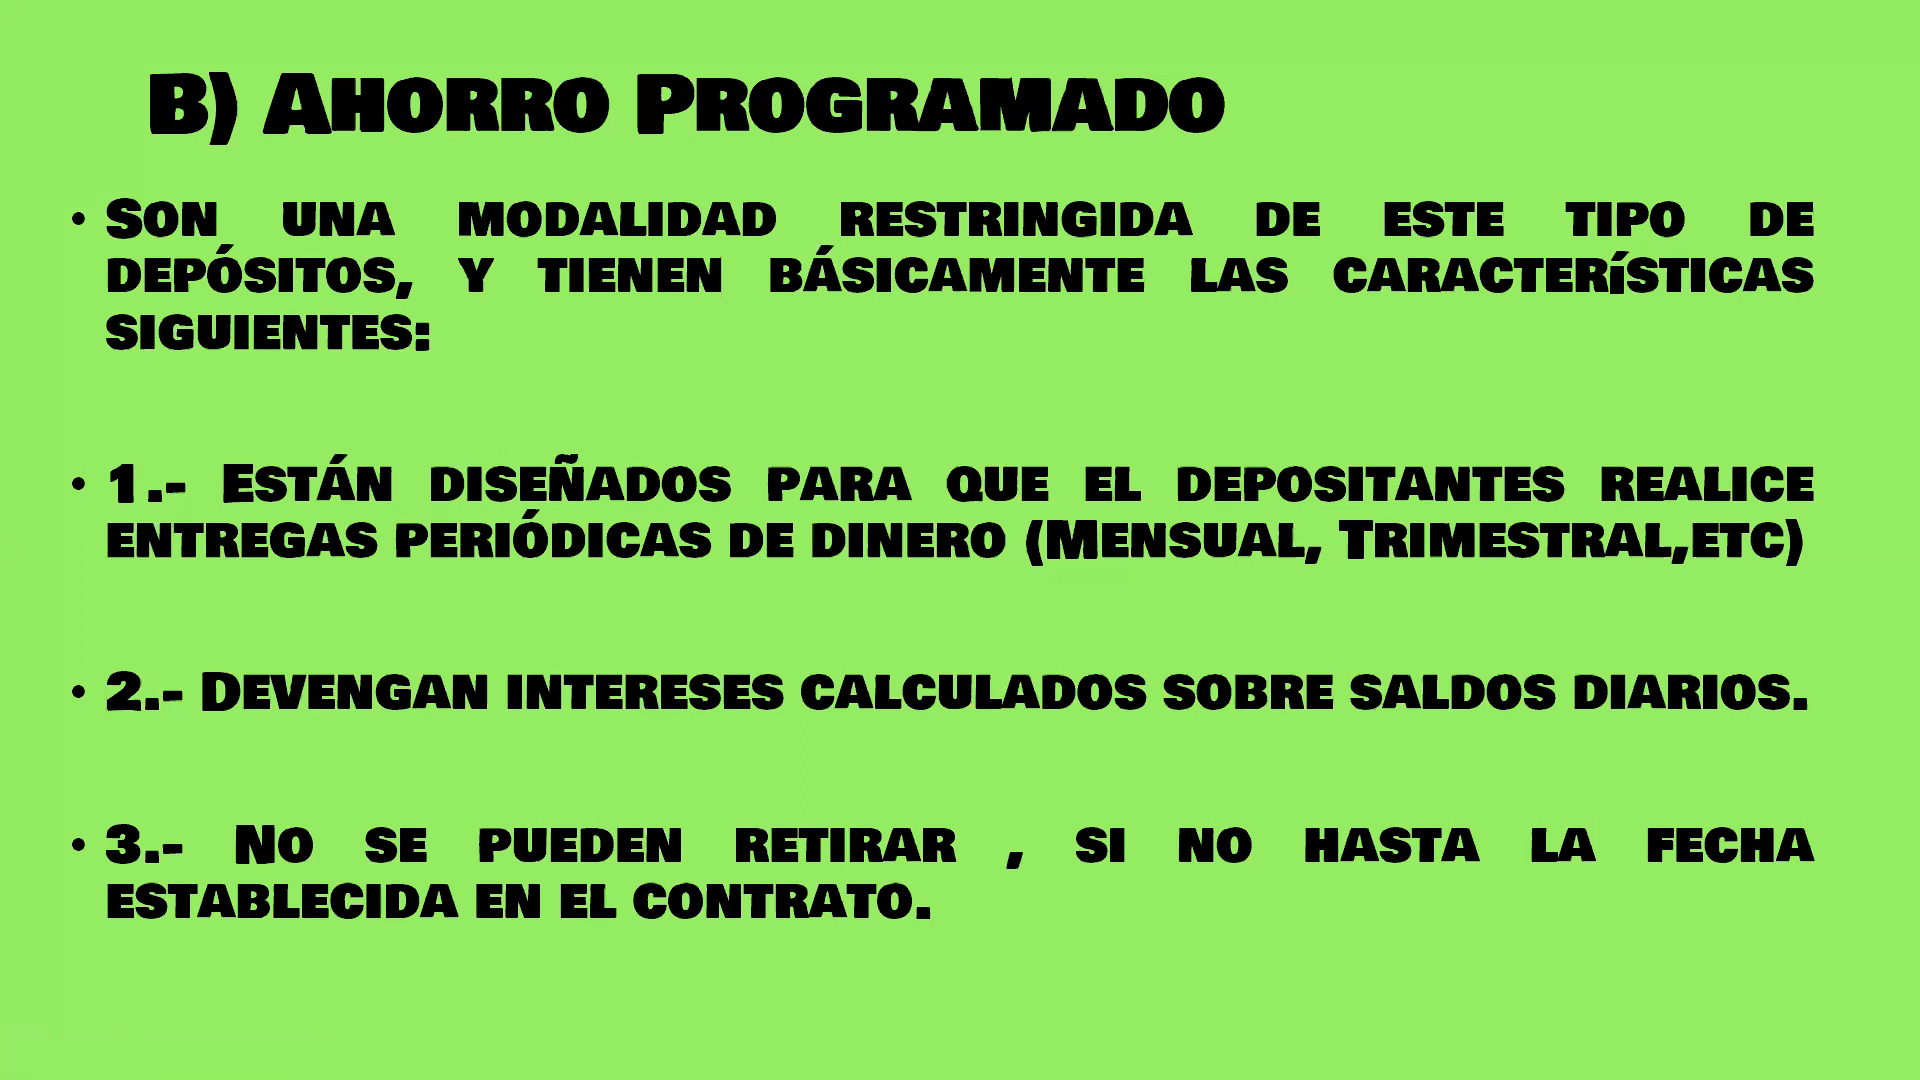 B) Ahorro Programado
• Son una modalidad restringida de este tipo de
depósitos, y tienen básicamente las características
siguientes:
• 1.- Están diseñados para que el depositantes realice
entregas periódicas de dinero (Mensual, Trimestral,etc)
• 2.- Devengan intereses calculados sobre saldos diarios.
• 3.- No se pueden retirar , si no hasta la fecha
establecida en el contrato.